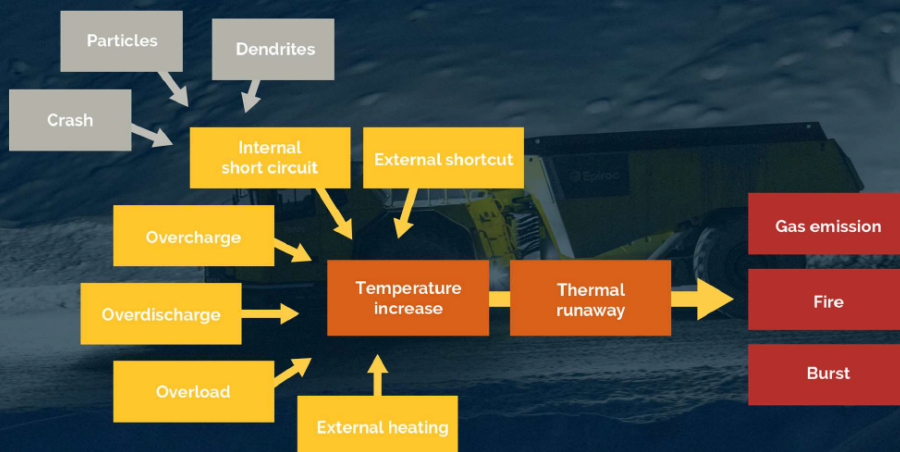 Particles
Dendrites
Crash
Internal
short circuit
External shortcut
Overcharge
Overdischarge
Overload
Temperature
increase
Thermal
runaway
External heating
Gas emission
Fire
Burst
Epiroc